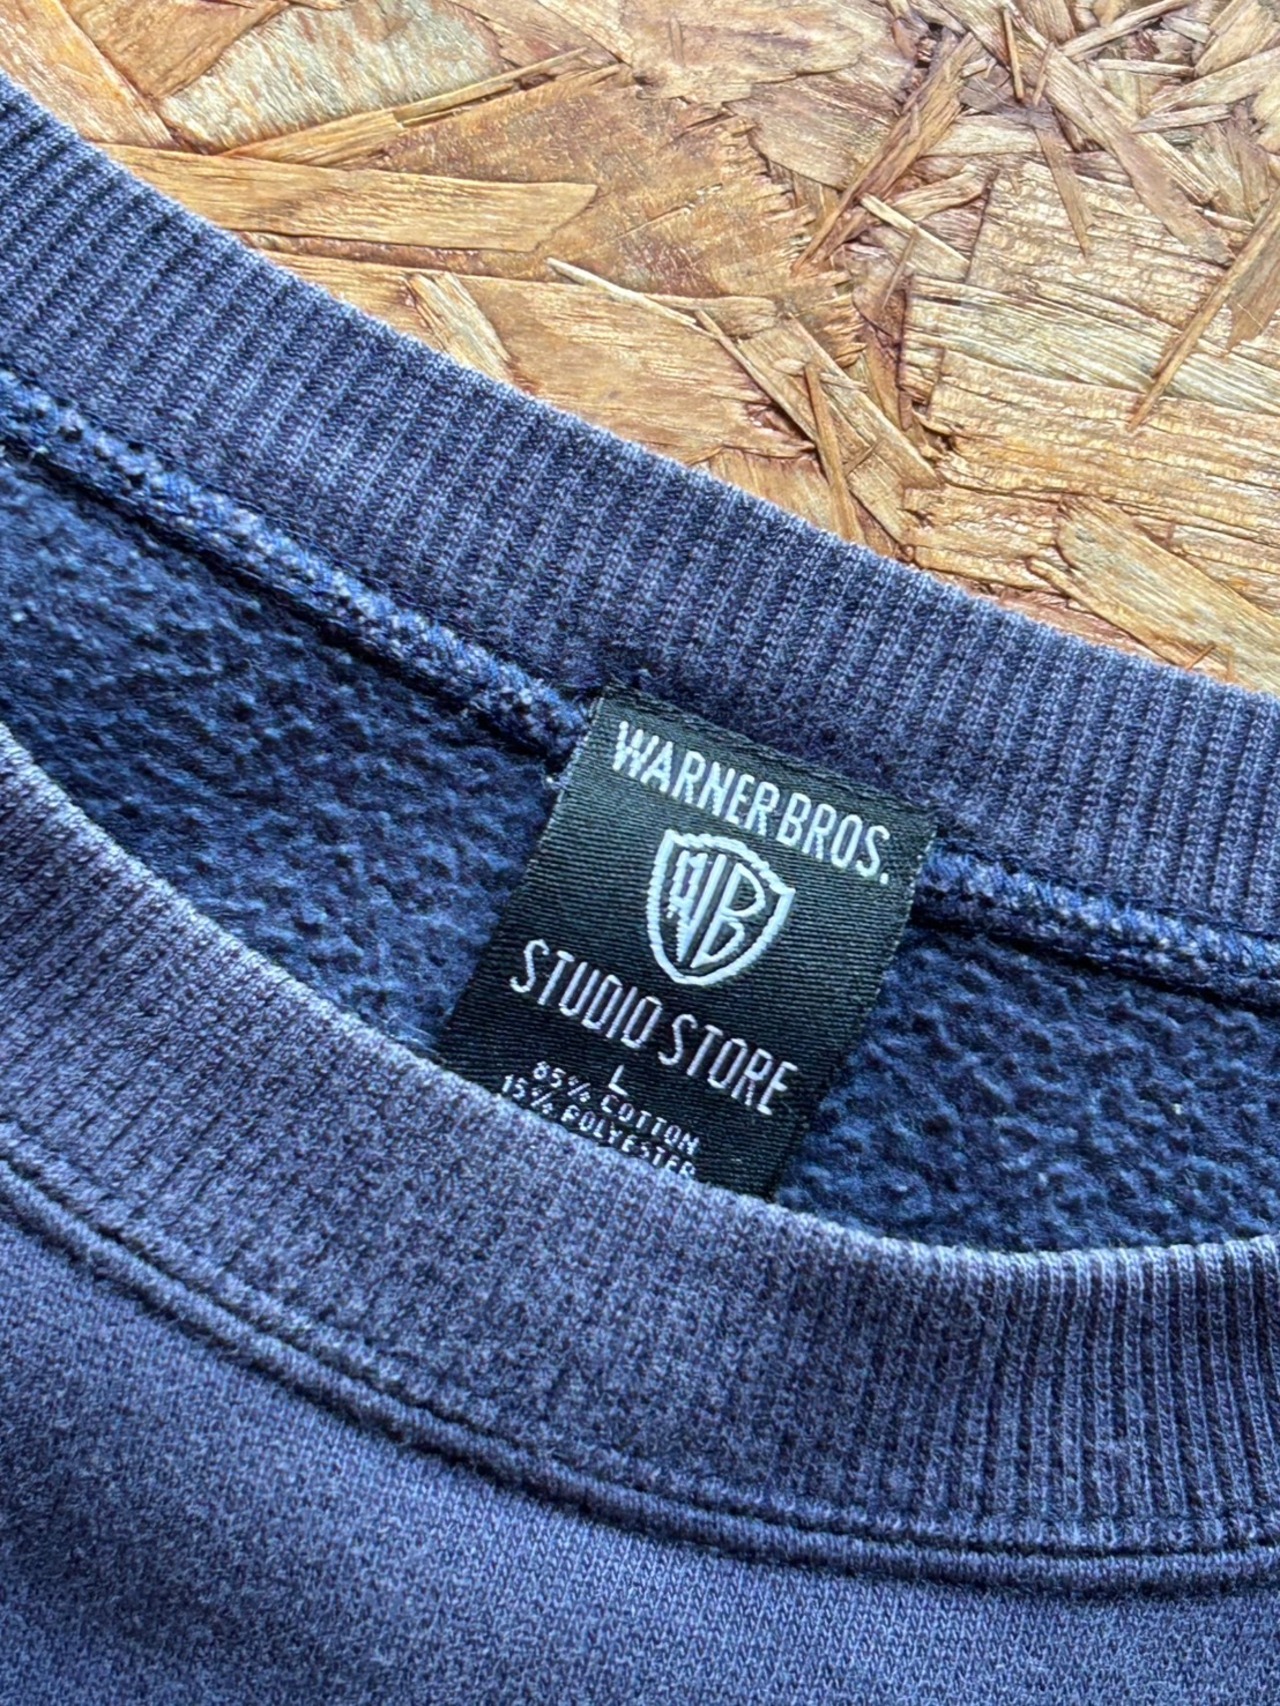 WARNER BROS.
WB
STUDIO STORE
L
85% COTTON
15% POLYESTER